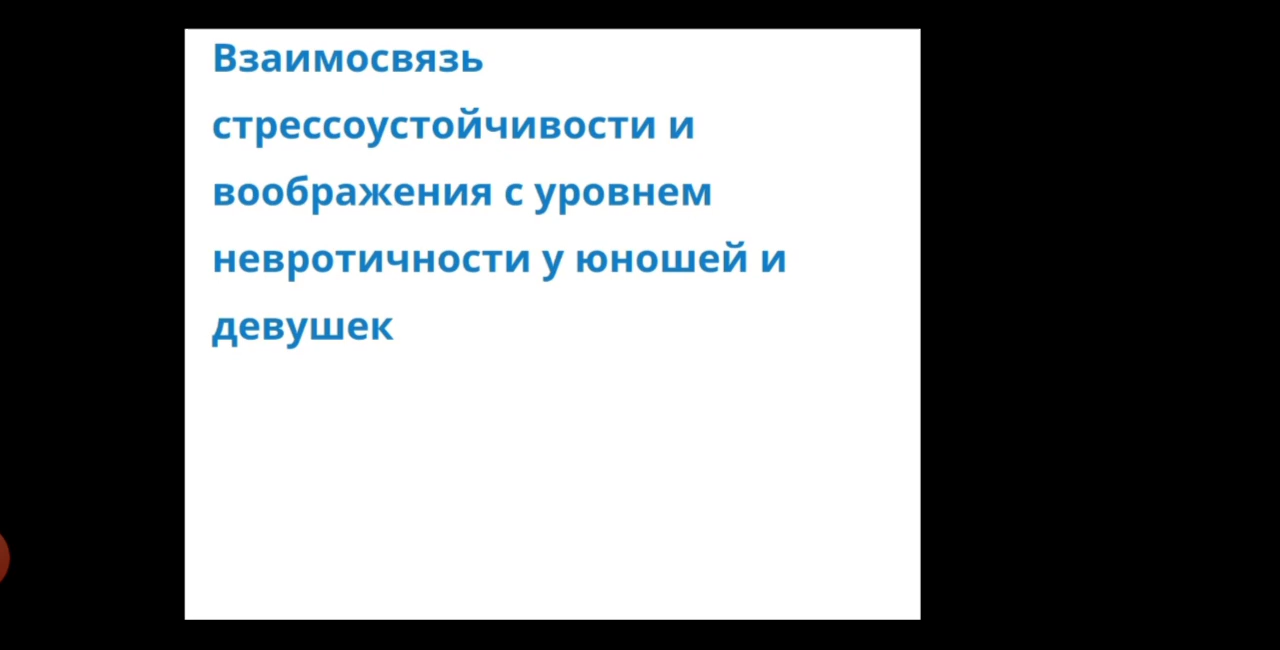 Взаимосвязь
стрессоустойчивости и
воображения с уровнем
невротичности у юношей и
девушек